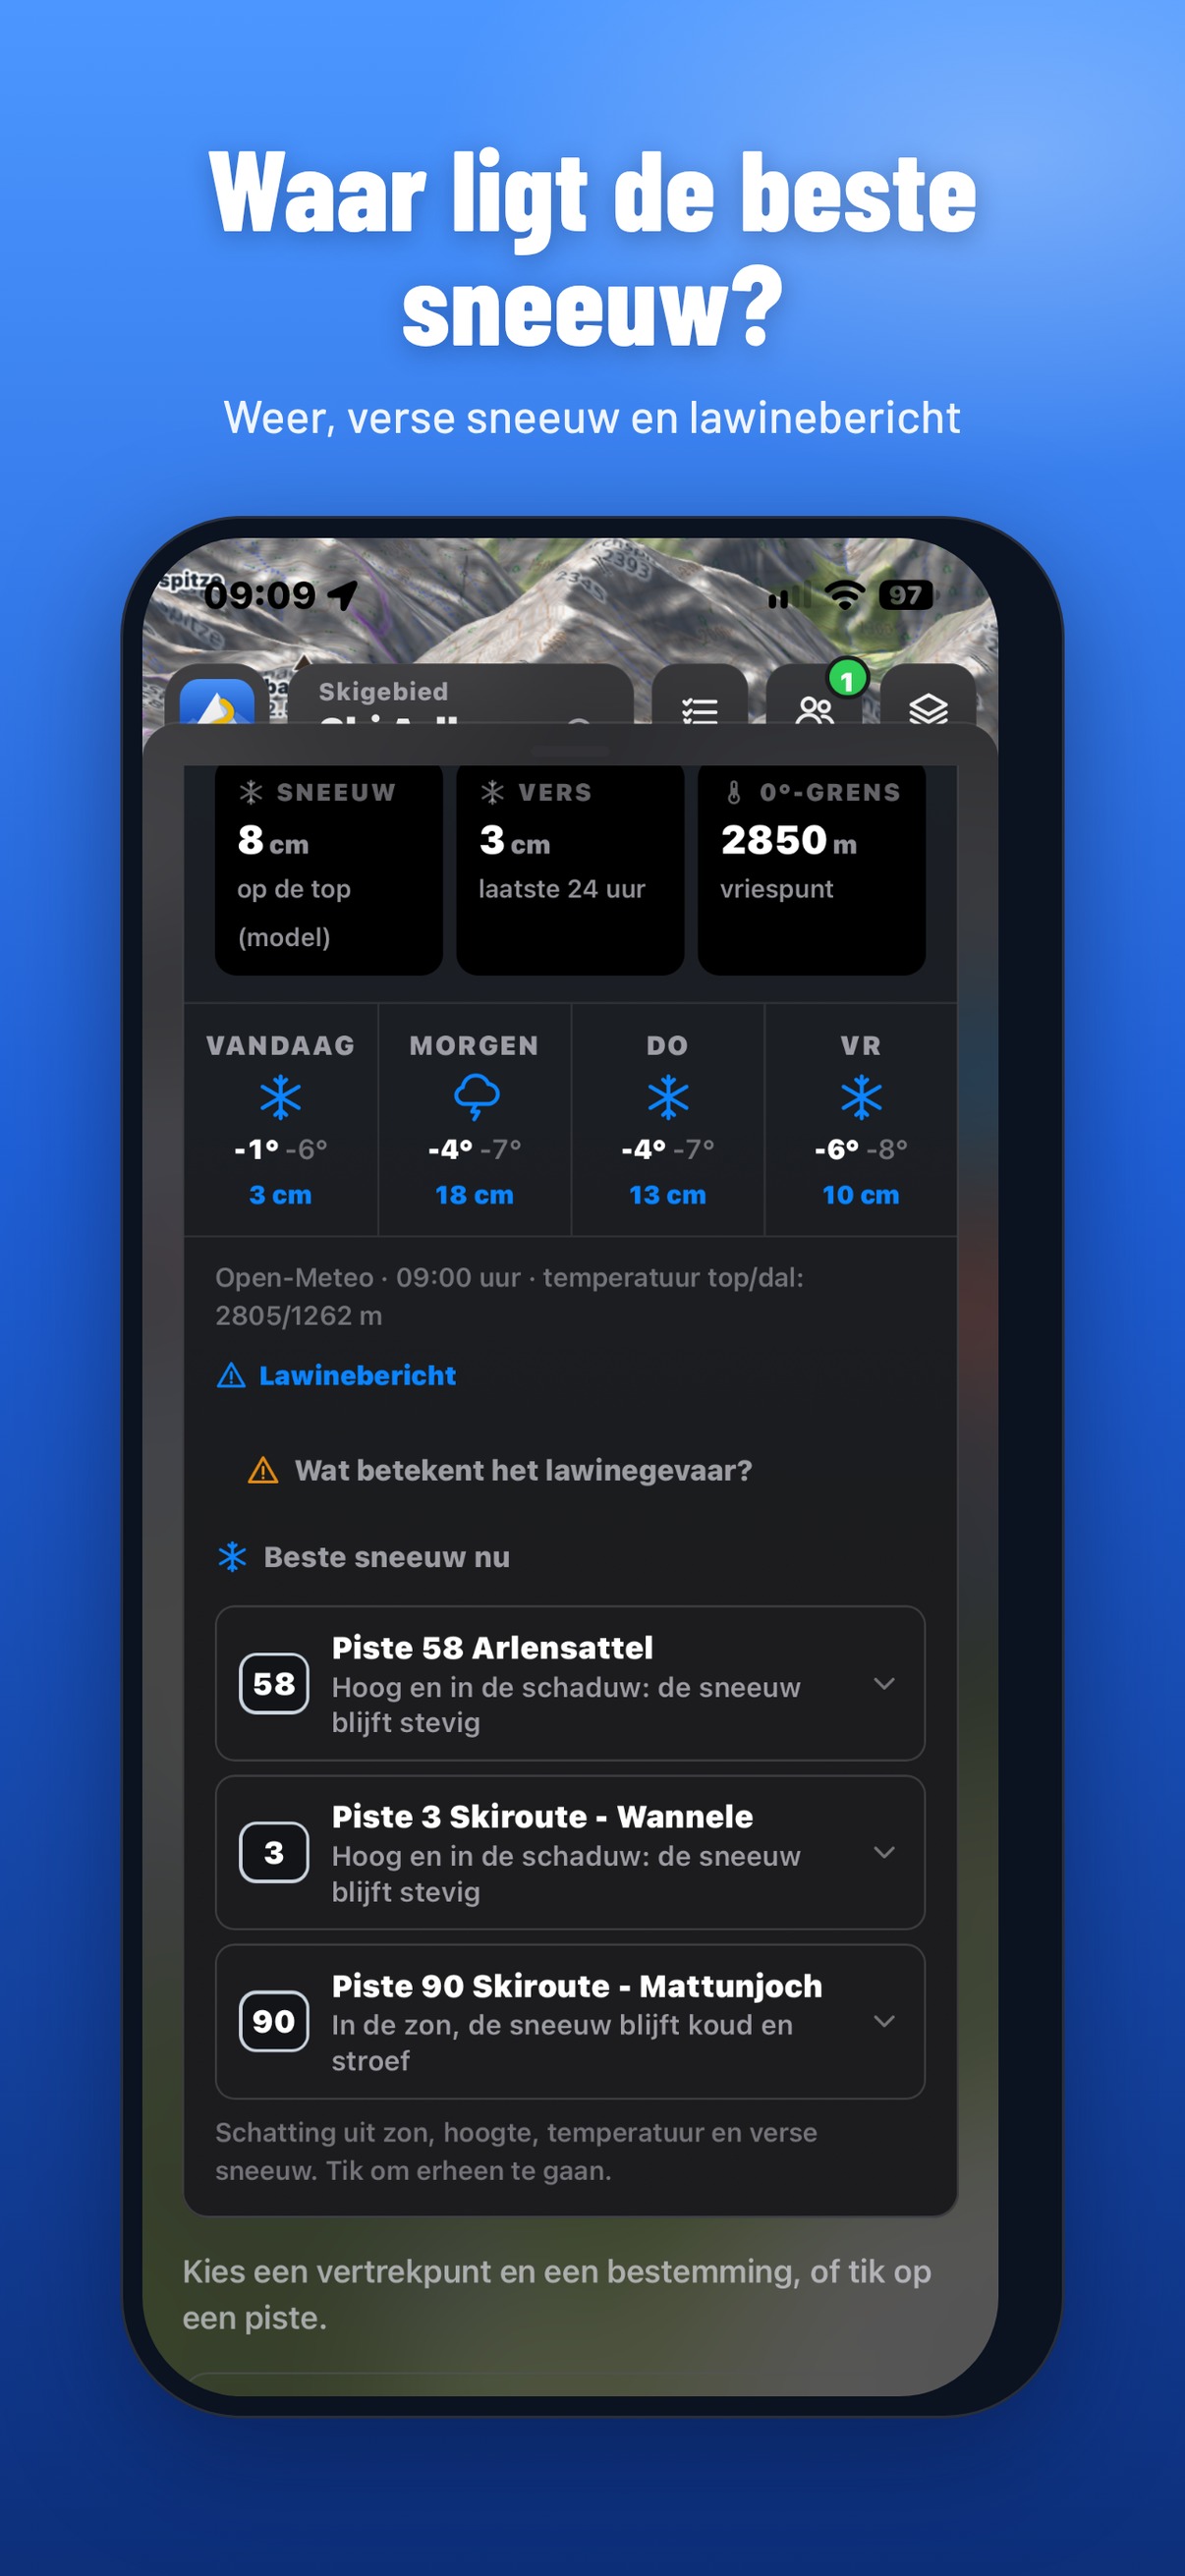 Waar ligt de beste
sneeuw?
Weer, verse sneeuw en lawinebericht
spitze
2393
09:09
97
1
Skigebied
SNEEUW
VERS
0°-GRENS
8 cm
3 cm
2850 m
op de top
laatste 24 uur
vriespunt
(model)
VANDAAG
MORGEN
DO
VR
-1° -6°
-4° -7°
-4° -7°
-6° -8°
3 cm
18 cm
13 cm
10 cm
Open-Meteo · 09:00 uur · temperatuur top/dal:
2805/1262 m
Lawinebericht
Wat betekent het lawinegevaar?
Beste sneeuw nu
58
Piste 58 Arlensattel
Hoog en in de schaduw: de sneeuw
blijft stevig
3
Piste 3 Skiroute - Wannele
Hoog en in de schaduw: de sneeuw
blijft stevig
90
Piste 90 Skiroute - Mattunjoch
In de zon, de sneeuw blijft koud en
stroef
Schatting uit zon, hoogte, temperatuur en verse
sneeuw. Tik om erheen te gaan.
Kies een vertrekpunt en een bestemming, of tik op
een piste.